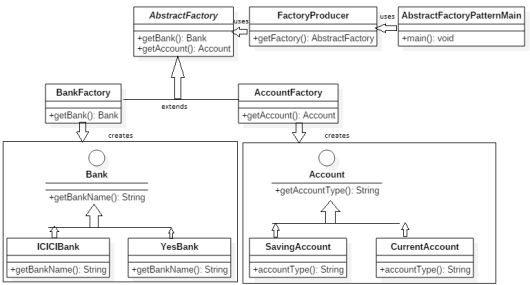 AbstractFactory
+getBank(): Bank
+getAccount(): Account
uses
FactoryProducer
+getFactory(): AbstractFactory
uses
AbstractFactoryPatternMain
+main(): void
BankFactory
+getBank(): Bank
extends
AccountFactory
+getAccount(): Account
creates
creates
Bank
+getBankName(): String
Account
+getAccountType(): String
ICICIBank
+getBankName(): String
YesBank
+getBankName(): String
SavingAccount
+accountType(): String
CurrentAccount
+accountType(): String